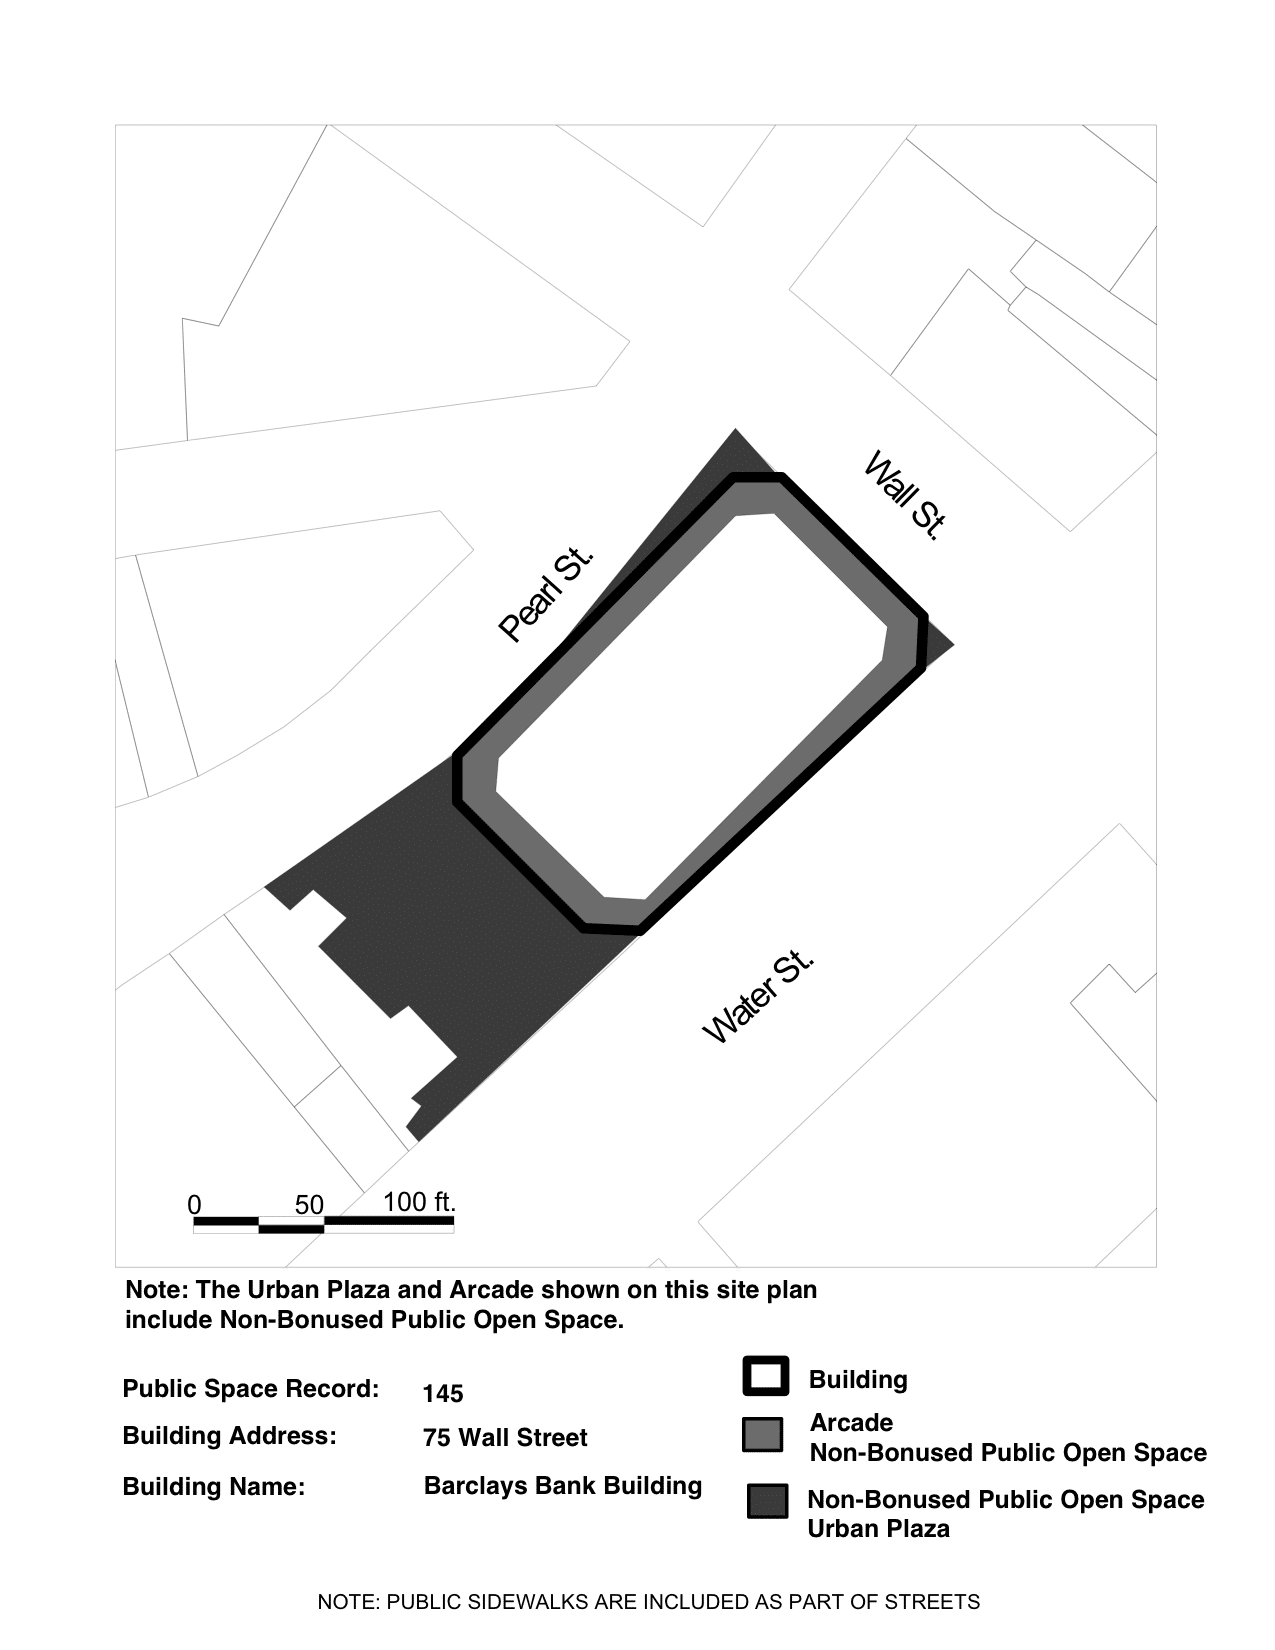 Wall St.
Pearl St.
Water St.
0 50 100 ft.
Note: The Urban Plaza and Arcade shown on this site plan
include Non-Bonused Public Open Space.
Public Space Record: 145
Building Address: 75 Wall Street
Building Name: Barclays Bank Building
Building
Arcade
Non-Bonused Public Open Space
Non-Bonused Public Open Space
Urban Plaza
NOTE: PUBLIC SIDEWALKS ARE INCLUDED AS PART OF STREETS